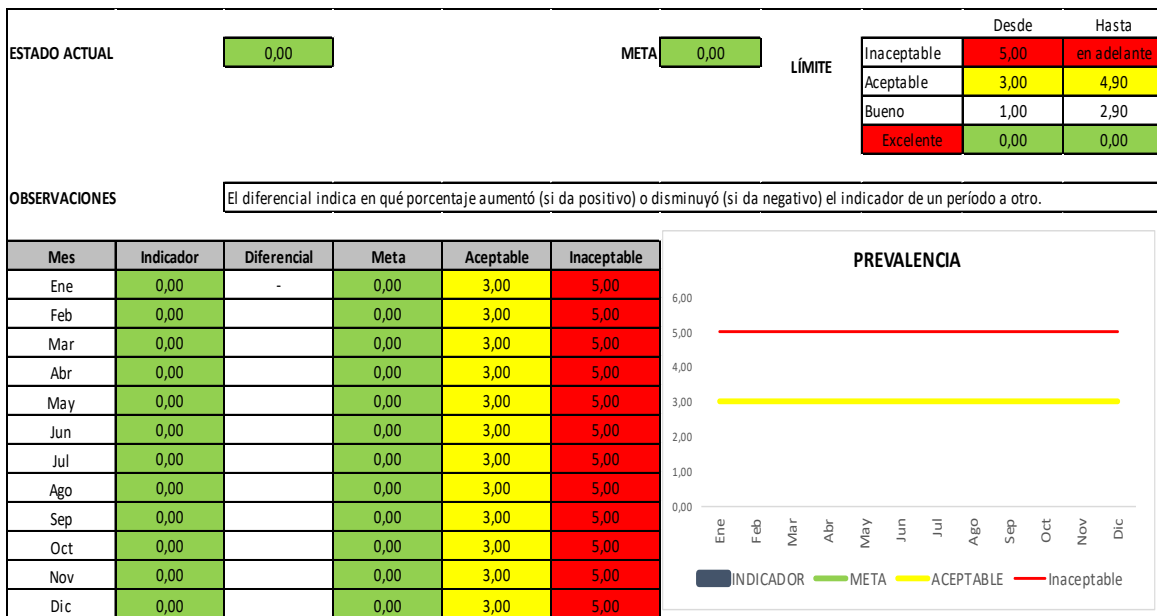 Desde Hasta
ESTADO ACTUAL 0,00 META 0,00 LÍMITE Inaceptable 5,00 en adelante
Aceptable 3,00 4,90
Bueno 1,00 2,90
Excelente 0,00 0,00
OBSERVACIONES El diferencial indica en qué porcentaje aumentó (si da positivo) o disminuyó (si da negativo) el indicador de un período a otro.
Mes Indicador Diferencial Meta Aceptable Inaceptable
Ene 0,00 - 0,00 3,00 5,00
Feb 0,00 0,00 3,00 5,00
Mar 0,00 0,00 3,00 5,00
Abr 0,00 0,00 3,00 5,00
May 0,00 0,00 3,00 5,00
Jun 0,00 0,00 3,00 5,00
Jul 0,00 0,00 3,00 5,00
Ago 0,00 0,00 3,00 5,00
Sep 0,00 0,00 3,00 5,00
Oct 0,00 0,00 3,00 5,00
Nov 0,00 0,00 3,00 5,00
Dic 0,00 0,00 3,00 5,00
PREVALENCIA
6,00
5,00
4,00
3,00
2,00
1,00
0,00
Ene Feb Mar Abr May Jun Jul Ago Sep Oct Nov Dic
INDICADOR META ACEPTABLE Inaceptable